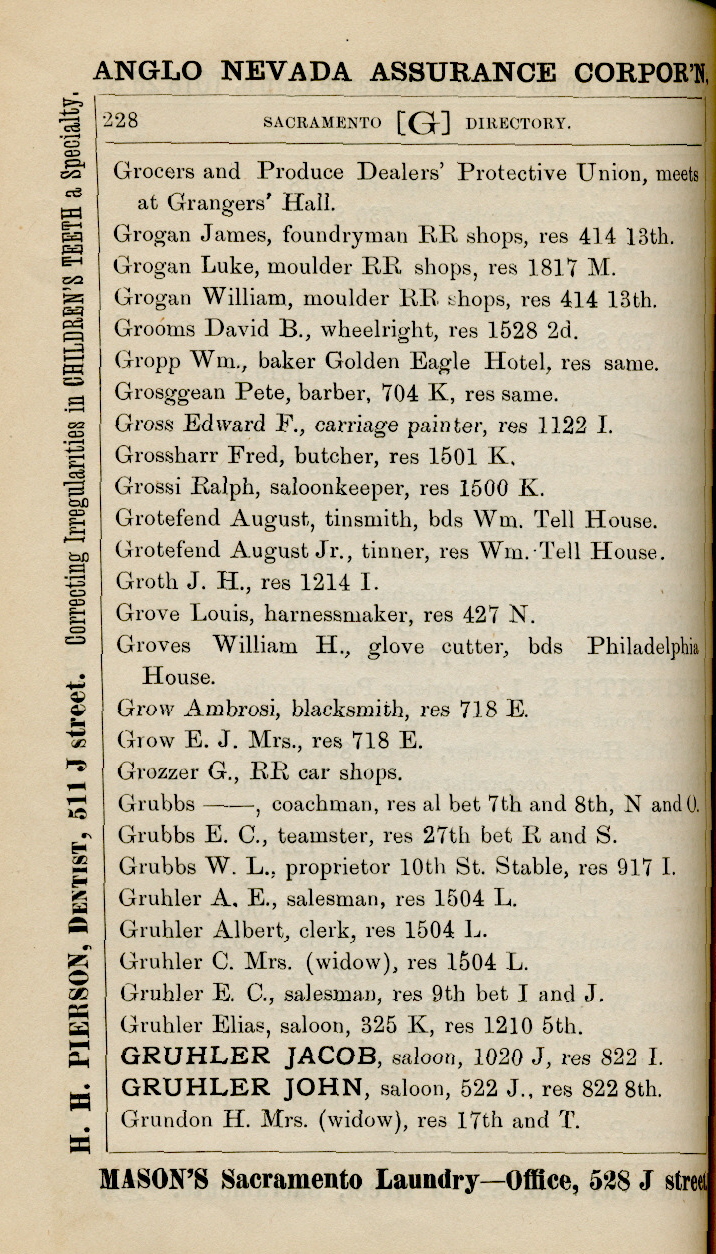 ANGLO NEVADA ASSURANCE CORPOR'N,
228 SACRAMENTO [G] DIRECTORY.
Grocers and Produce Dealers' Protective Union, meets
at Grangers' Hall.
Grogan James, foundryman RR shops, res 414 13th.
Grogan Luke, moulder RR shops, res 1817 M.
Grogan William, moulder RR shops, res 414 13th.
Grooms David B., wheelright, res 1528 2d.
Gropp Wm., baker Golden Eagle Hotel, res same.
Grosggean Pete, barber, 704 K, res same.
Gross Edward F., carriage painter, res 1122 I.
Grossharr Fred, butcher, res 1501 K.
Grossi Ralph, saloonkeeper, res 1500 K.
Grotefend August, tinsmith, bds Wm. Tell House.
Grotefend August Jr., tinner, res Wm. Tell House.
Groth J. H., res 1214 I.
Grove Louis, harnessmaker, res 427 N.
Groves William H., glove cutter, bds Philadelphia
House.
Grow Ambrosi, blacksmith, res 718 E.
Grow E. J. Mrs., res 718 E.
Grozzer G., RR car shops.
Grubbs ——, coachman, res al bet 7th and 8th, N and O.
Grubbs E. C., teamster, res 27th bet R and S.
Grubbs W. L., proprietor 10th St. Stable, res 917 I.
Gruhler A. E., salesman, res 1504 L.
Gruhler Albert, clerk, res 1504 L.
Gruhler C. Mrs. (widow), res 1504 L.
Gruhler E. C., salesman, res 9th bet I and J.
Gruhler Elias, saloon, 325 K, res 1210 5th.
GRUHLER JACOB, saloon, 1020 J, res 822 I.
GRUHLER JOHN, saloon, 522 J., res 822 8th.
Grundon H. Mrs. (widow), res 17th and T.
MASON'S Sacramento Laundry—Office, 528 J street
H. H. PIERSON, DENTIST, 511 J street. Correcting Irregularities in CHILDREN'S TEETH a Specialty.